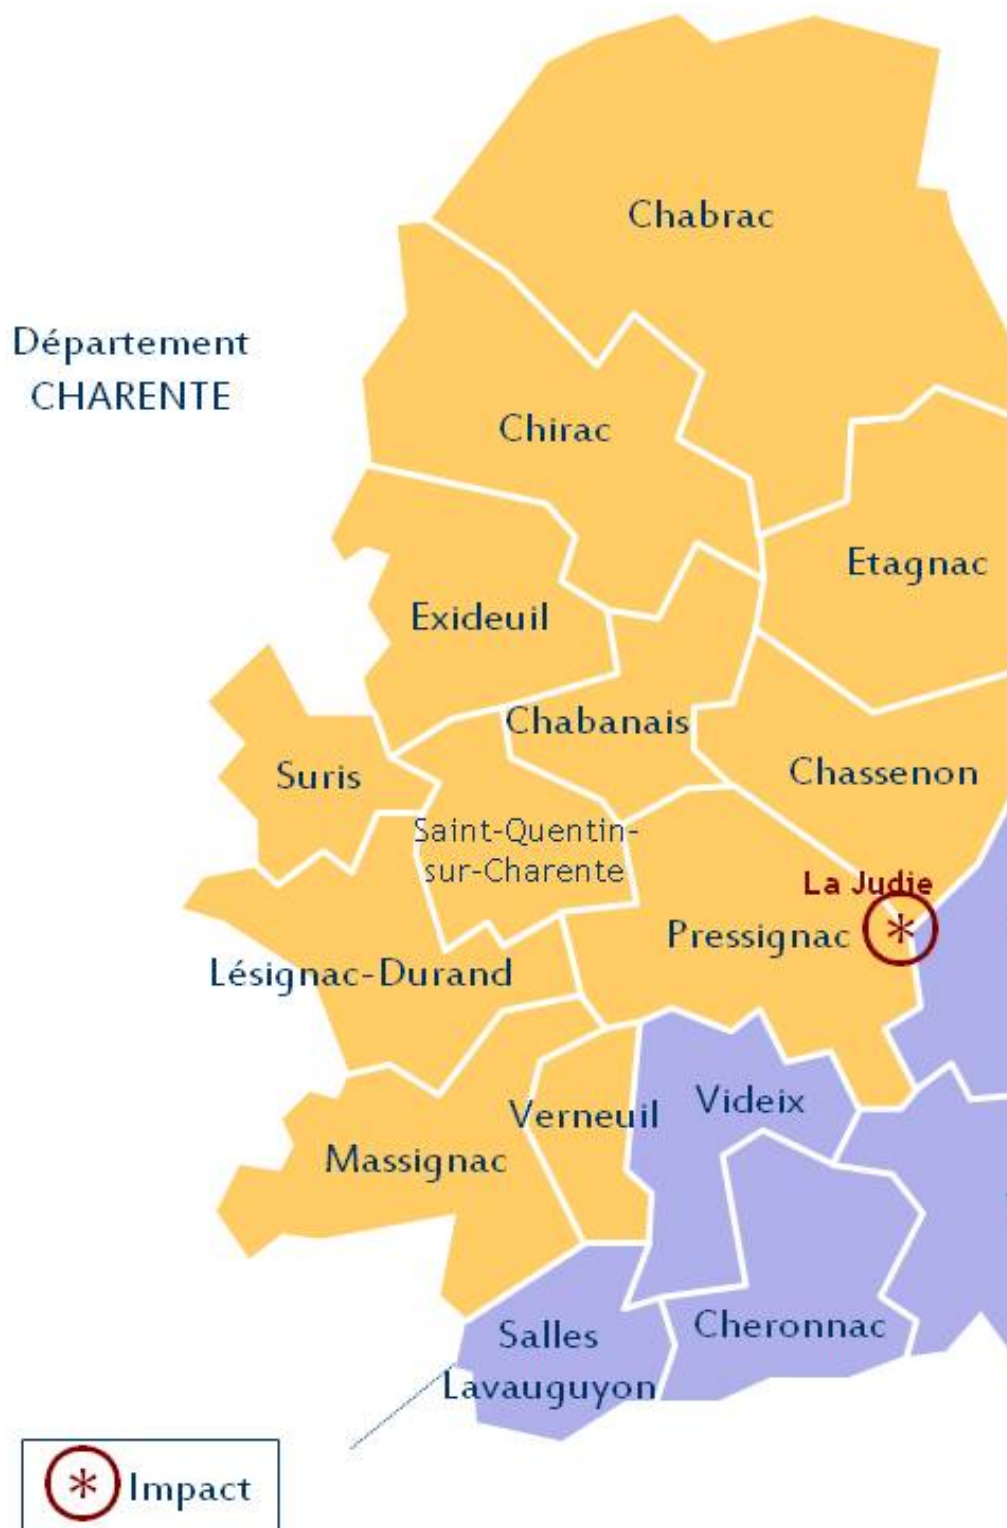 Chabrac
Département
CHARENTE
Chirac
Etagnac
Exideuil
Chabanais
Suris
Chassenon
Saint-Quentin-
sur-Charente
La Judie
Pressignac
Lésignac-Durand
Videix
Verneuil
Massignac
Cheronnac
Salles
Lavauguyon
Impact